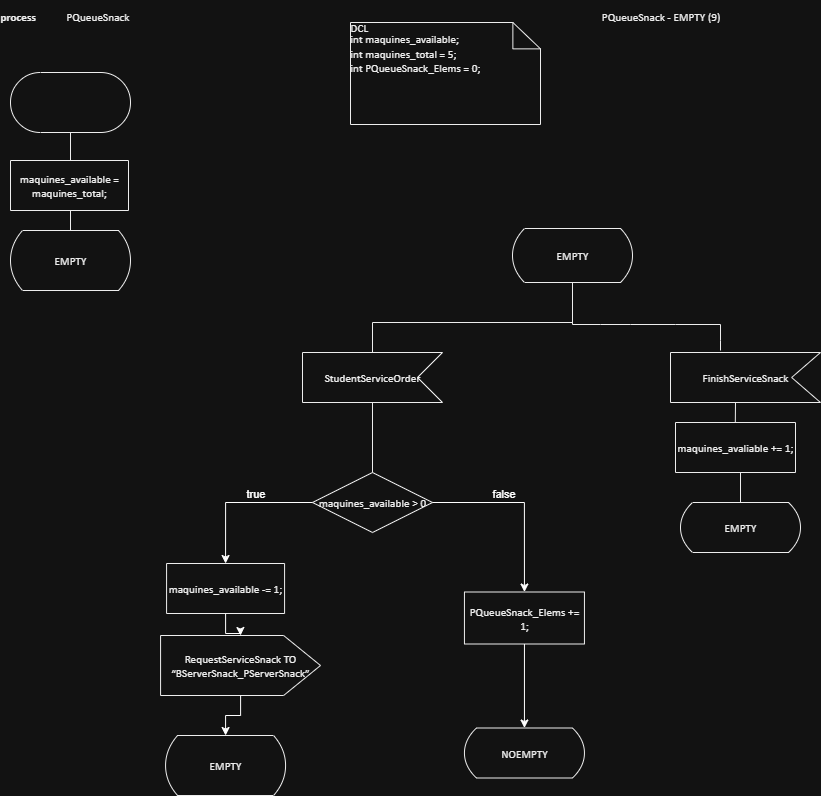 process PQueueSnack
PQueueSnack - EMPTY (9)
DCL
int maquines_available;
int maquines_total = 5;
int PQueueSnack_Elems = 0;
maquines_available =
maquines_total;
EMPTY
EMPTY
StudentServiceOrder
FinishServiceSnack
maquines_avaliable += 1;
EMPTY
maquines_available > 0
true
false
maquines_available -= 1;
PQueueSnack_Elems +=
1;
RequestServiceSnack TO
“BServerSnack_PServerSnack”
EMPTY
NOEMPTY